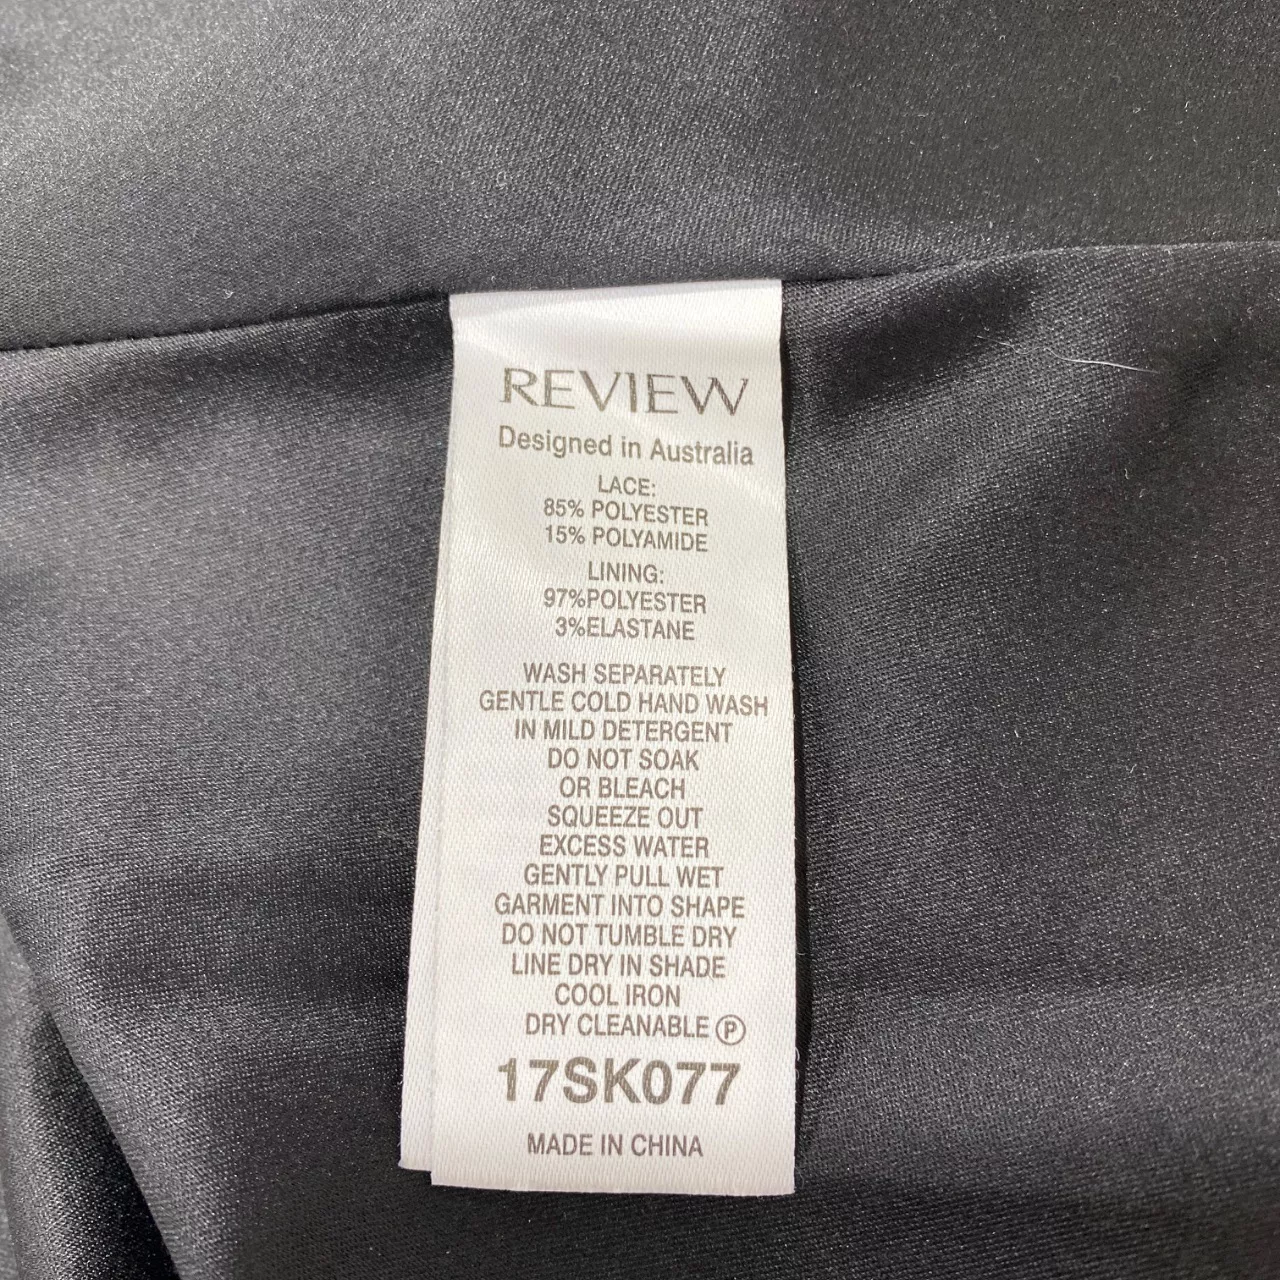 REVIEW
Designed in Australia
LACE:
85% POLYESTER
15% POLYAMIDE
LINING:
97%POLYESTER
3%ELASTANE
WASH SEPARATELY
GENTLE COLD HAND WASH
IN MILD DETERGENT
DO NOT SOAK
OR BLEACH
SQUEEZE OUT
EXCESS WATER
GENTLY PULL WET
GARMENT INTO SHAPE
DO NOT TUMBLE DRY
LINE DRY IN SHADE
COOL IRON
DRY CLEANABLE Ⓟ
17SK077
MADE IN CHINA